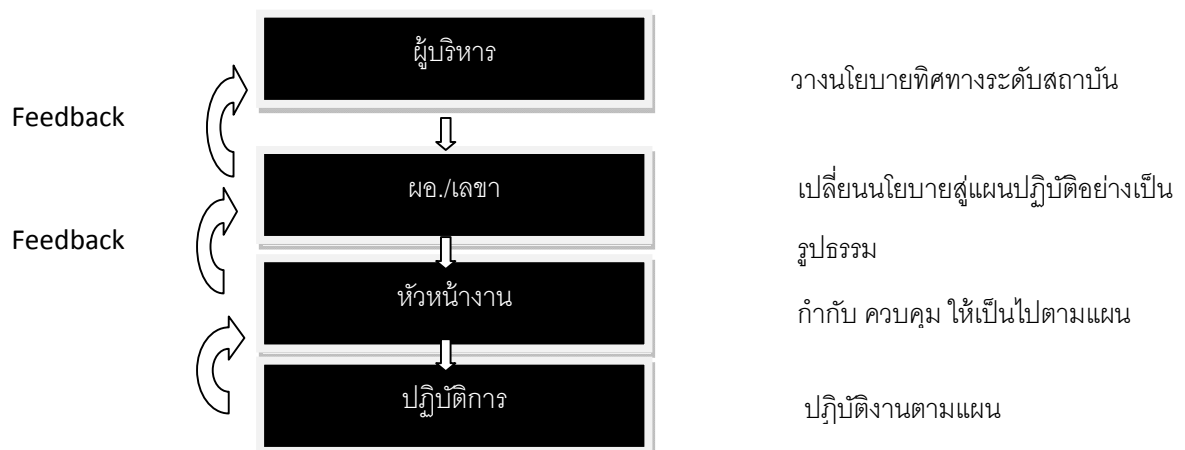 ผู้บริหาร
วางนโยบายทิศทางระดับสถาบัน
Feedback
ผอ./เลขา
เปลี่ยนนโยบายสู่แผนปฏิบัติอย่างเป็น
รูปธรรม
Feedback
หัวหน้างาน
กำกับ ควบคุม ให้เป็นไปตามแผน
ปฏิบัติการ
ปฏิบัติงานตามแผน